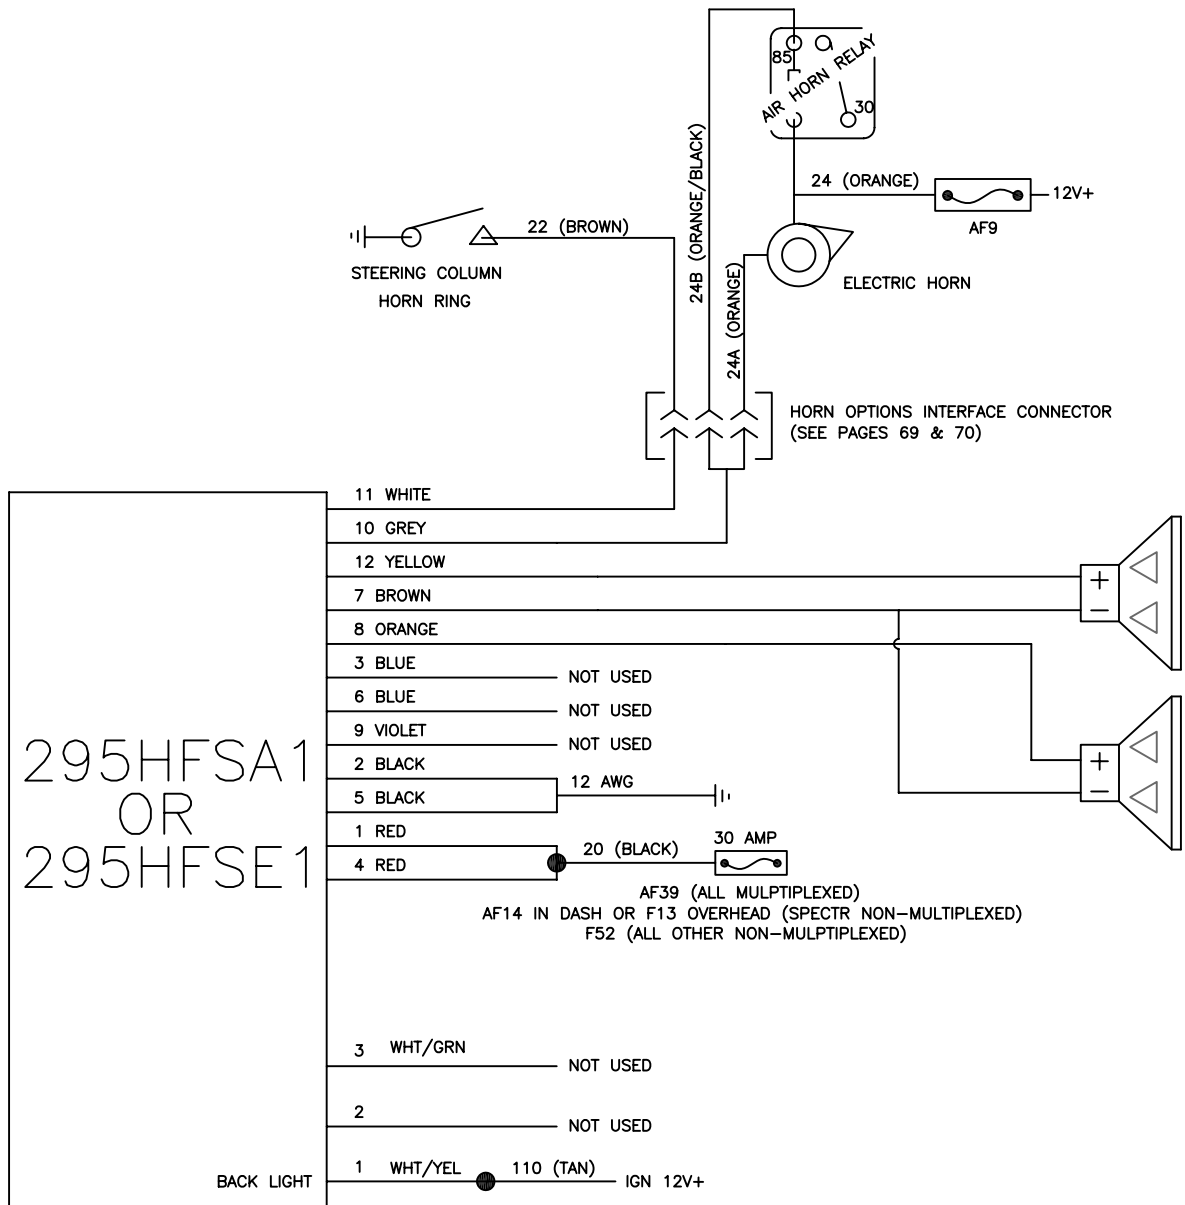 85
AIR HORN RELAY
30
24 (ORANGE)
12V+
AF9
22 (BROWN)
24B (ORANGE/BLACK)
STEERING COLUMN
HORN RING
ELECTRIC HORN
24A (ORANGE)
HORN OPTIONS INTERFACE CONNECTOR
(SEE PAGES 69 & 70)
11 WHITE
10 GREY
12 YELLOW
+
7 BROWN
−
8 ORANGE
3 BLUE
NOT USED
6 BLUE
NOT USED
9 VIOLET
NOT USED
295HFSA1
OR
295HFSE1
2 BLACK
+
12 AWG
5 BLACK
−
1 RED
30 AMP
20 (BLACK)
4 RED
AF39 (ALL MULPTIPLEXED)
AF14 IN DASH OR F13 OVERHEAD (SPECTR NON-MULTIPLEXED)
F52 (ALL OTHER NON-MULPTIPLEXED)
3 WHT/GRN
NOT USED
2
NOT USED
BACK LIGHT
1 WHT/YEL
110 (TAN)
IGN 12V+